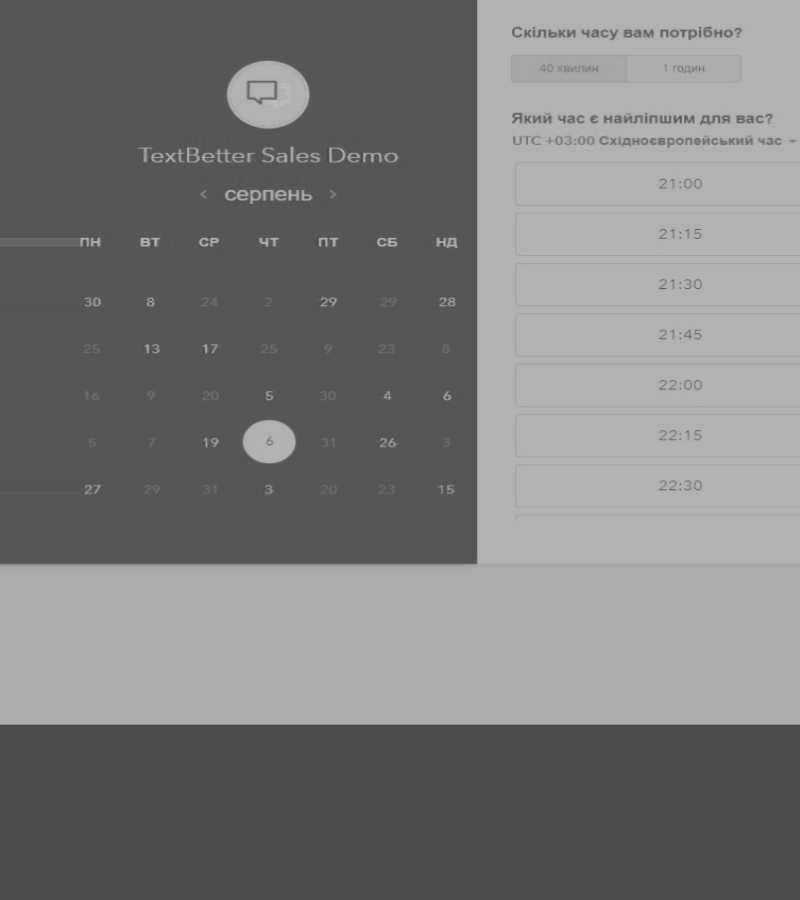 TextBetter Sales Demo
< серпень >
ПН ВТ СР ЧТ ПТ СБ НД
30 8 24 2 29 29 28
25 13 17 25 9 23 8
16 9 20 5 30 4 6
5 7 19 6 31 26 3
27 29 31 3 20 23 15
Скільки часу вам потрібно?
40 хвилин 1 годин
Який час є найліпшим для вас?
UTC +03:00 Східноєвропейський час
21:00
21:15
21:30
21:45
22:00
22:15
22:30